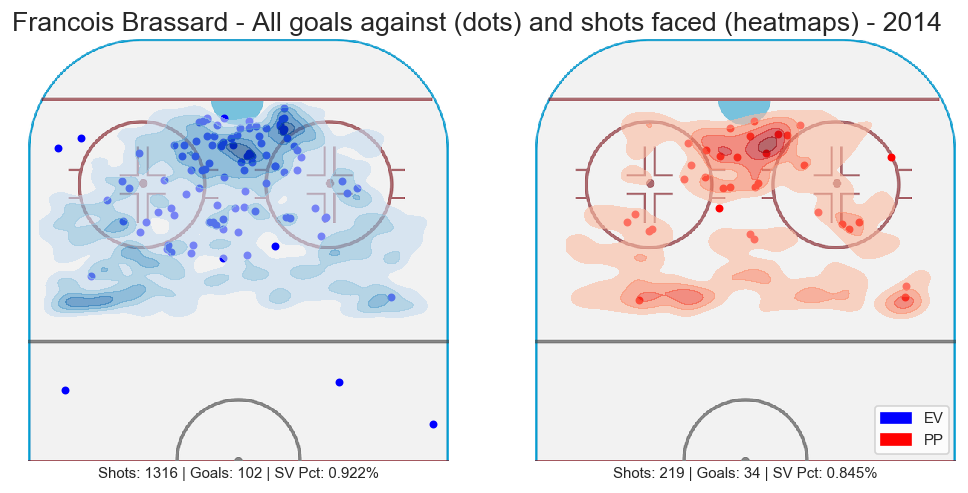 Francois Brassard - All goals against (dots) and shots faced (heatmaps) - 2014
EV
PP
Shots: 1316 | Goals: 102 | SV Pct: 0.922%
Shots: 219 | Goals: 34 | SV Pct: 0.845%